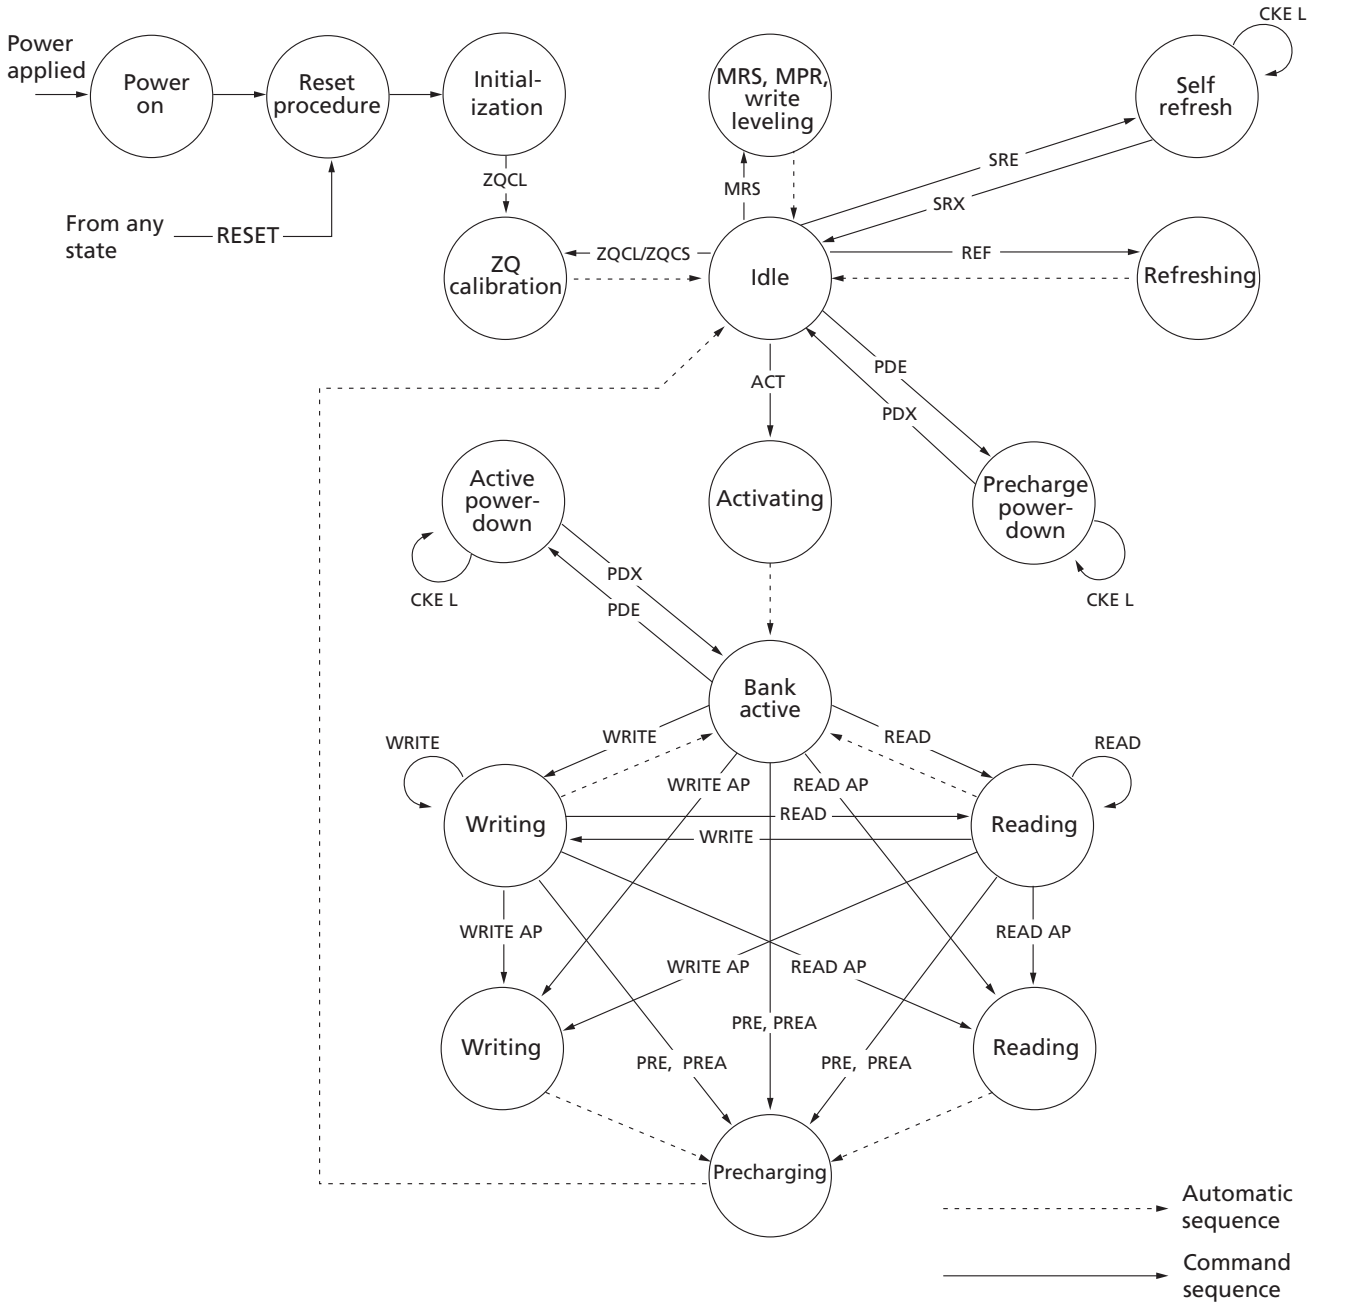 CKE L
Power
applied
Power
on
Reset
procedure
Initial-
ization
MRS, MPR,
write
leveling
Self
refresh
SRE
ZQCL
MRS
SRX
From any
state
RESET
ZQCL/ZQCS
REF
ZQ
calibration
Idle
Refreshing
PDE
ACT
PDX
Active
power-
down
Activating
Precharge
power-
down
PDX
CKE L
PDE
CKE L
Bank
active
WRITE
WRITE
READ
READ
WRITE AP
READ AP
READ
Writing
Reading
WRITE
WRITE AP
READ AP
WRITE AP
READ AP
PRE, PREA
Writing
Reading
PRE, PREA
PRE, PREA
Precharging
Automatic
sequence
Command
sequence